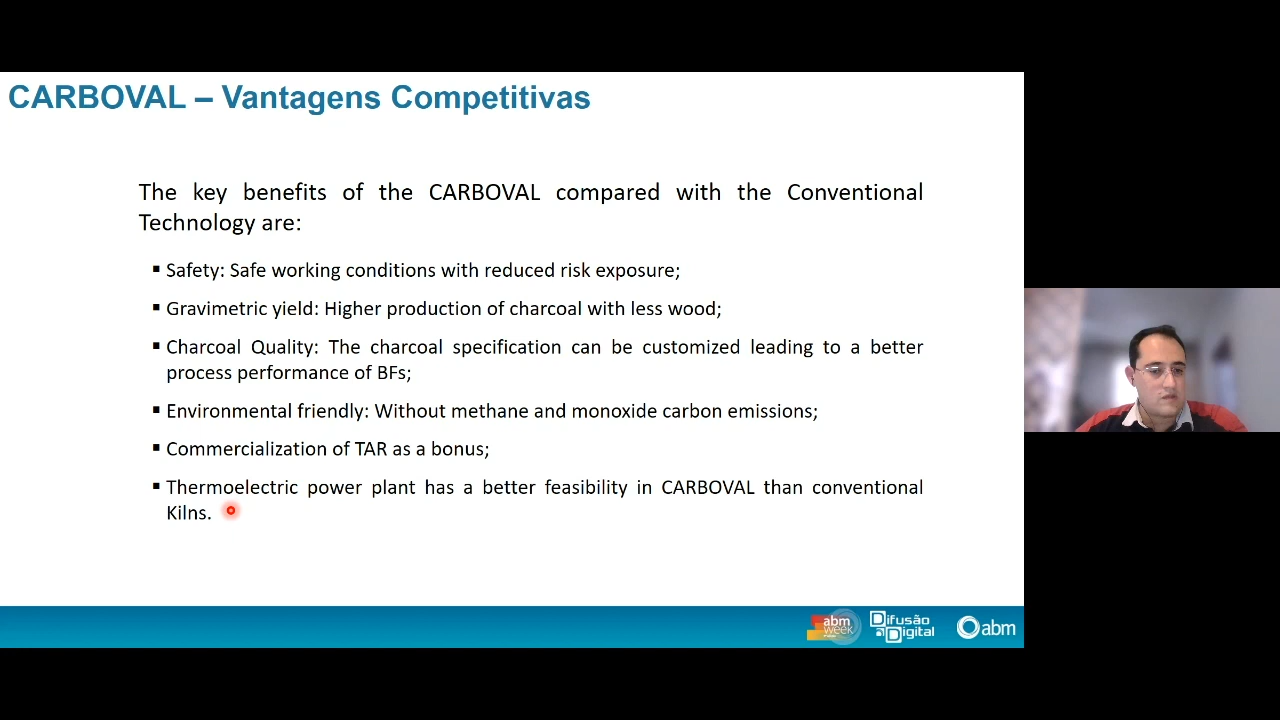 CARBOVAL – Vantagens Competitivas
The key benefits of the CARBOVAL compared with the Conventional
Technology are:
▪ Safety: Safe working conditions with reduced risk exposure;
▪ Gravimetric yield: Higher production of charcoal with less wood;
▪ Charcoal Quality: The charcoal specification can be customized leading to a better
process performance of BFs;
▪ Environmental friendly: Without methane and monoxide carbon emissions;
▪ Commercialization of TAR as a bonus;
▪ Thermoelectric power plant has a better feasibility in CARBOVAL than conventional
Kilns.
abm
week
Difusão
Digital
abm